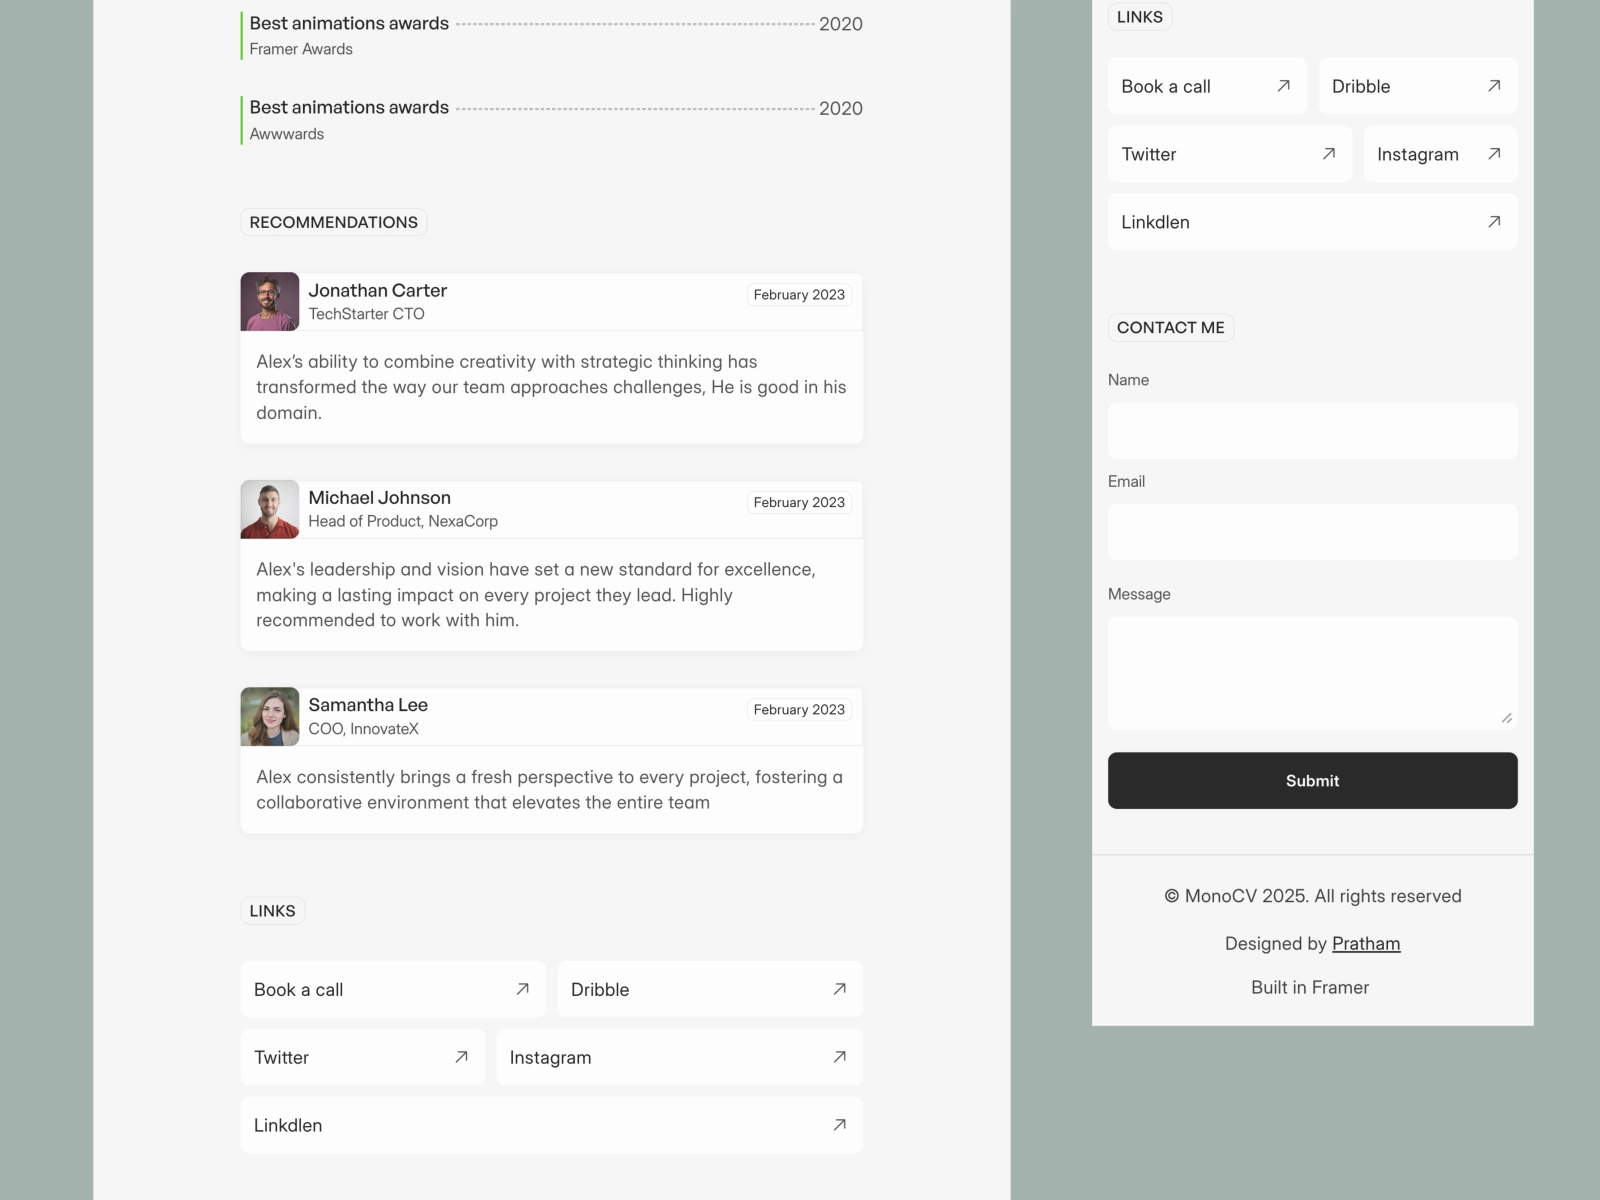 Best animations awards 2020
Framer Awards
Best animations awards 2020
Awwwards
RECOMMENDATIONS
Jonathan Carter
TechStarter CTO
February 2023
Alex’s ability to combine creativity with strategic thinking has
transformed the way our team approaches challenges, He is good in his
domain.
Michael Johnson
Head of Product, NexaCorp
February 2023
Alex's leadership and vision have set a new standard for excellence,
making a lasting impact on every project they lead. Highly
recommended to work with him.
Samantha Lee
COO, InnovateX
February 2023
Alex consistently brings a fresh perspective to every project, fostering a
collaborative environment that elevates the entire team
LINKS
Book a call
Dribble
Twitter
Instagram
Linkdlen
LINKS
Book a call
Dribble
Twitter
Instagram
Linkdlen
CONTACT ME
Name
Email
Message
Submit
© MonoCV 2025. All rights reserved
Designed by Pratham
Built in Framer